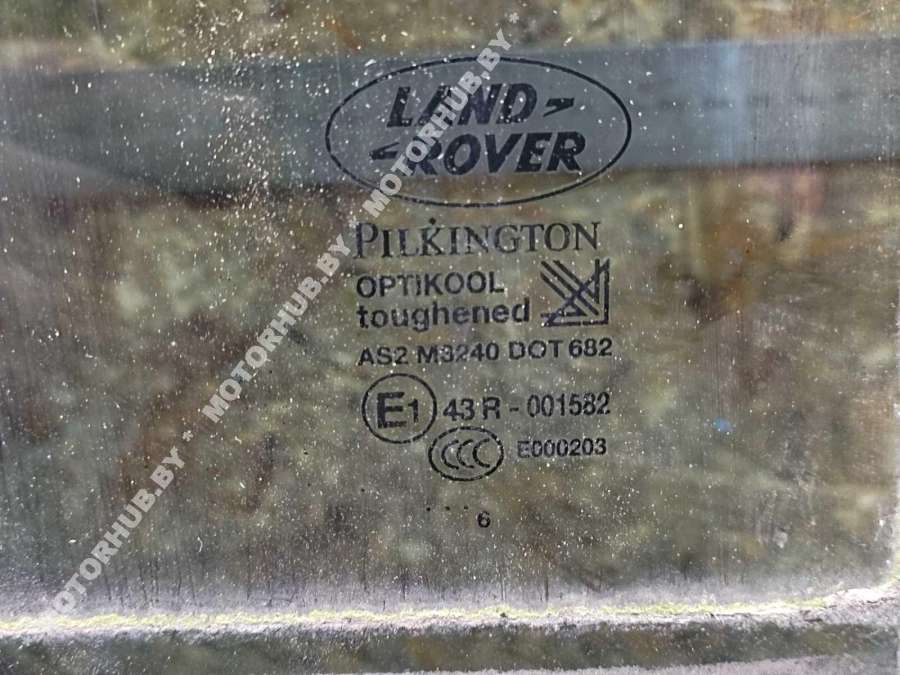 LAND
ROVER
PILKINGTON
OPTIKOOL
toughened
AS2 M3240 DOT 682
E1 43 R - 001582
CCC E000203
... 6
MOTORHUB.BY * MOTORHUB.BY * MOTORHUB.BY * MOTORHUB.BY *